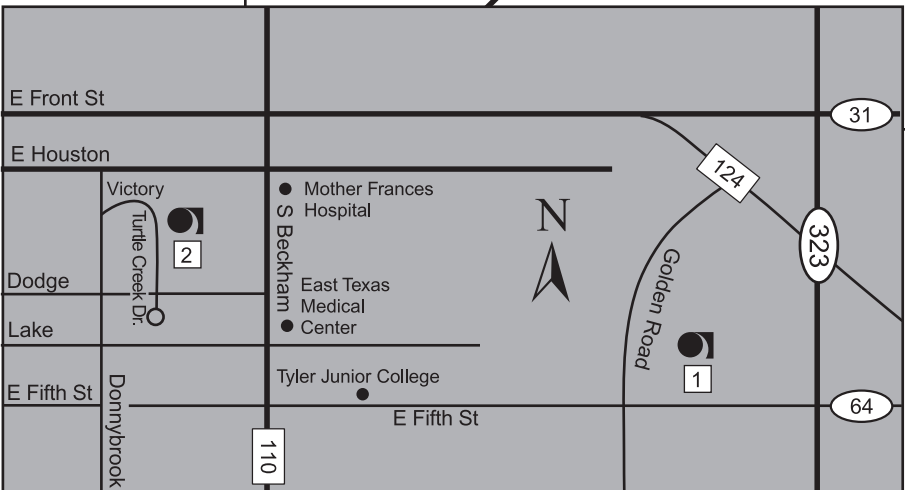 E Front St
31
E Houston
124
Victory
Mother Frances
Hospital
N
2
Turtle Creek Dr.
S Beckham
323
Golden Road
Dodge
East Texas
Medical
Center
Lake
1
Tyler Junior College
E Fifth St
E Fifth St
64
Donnybrook
110